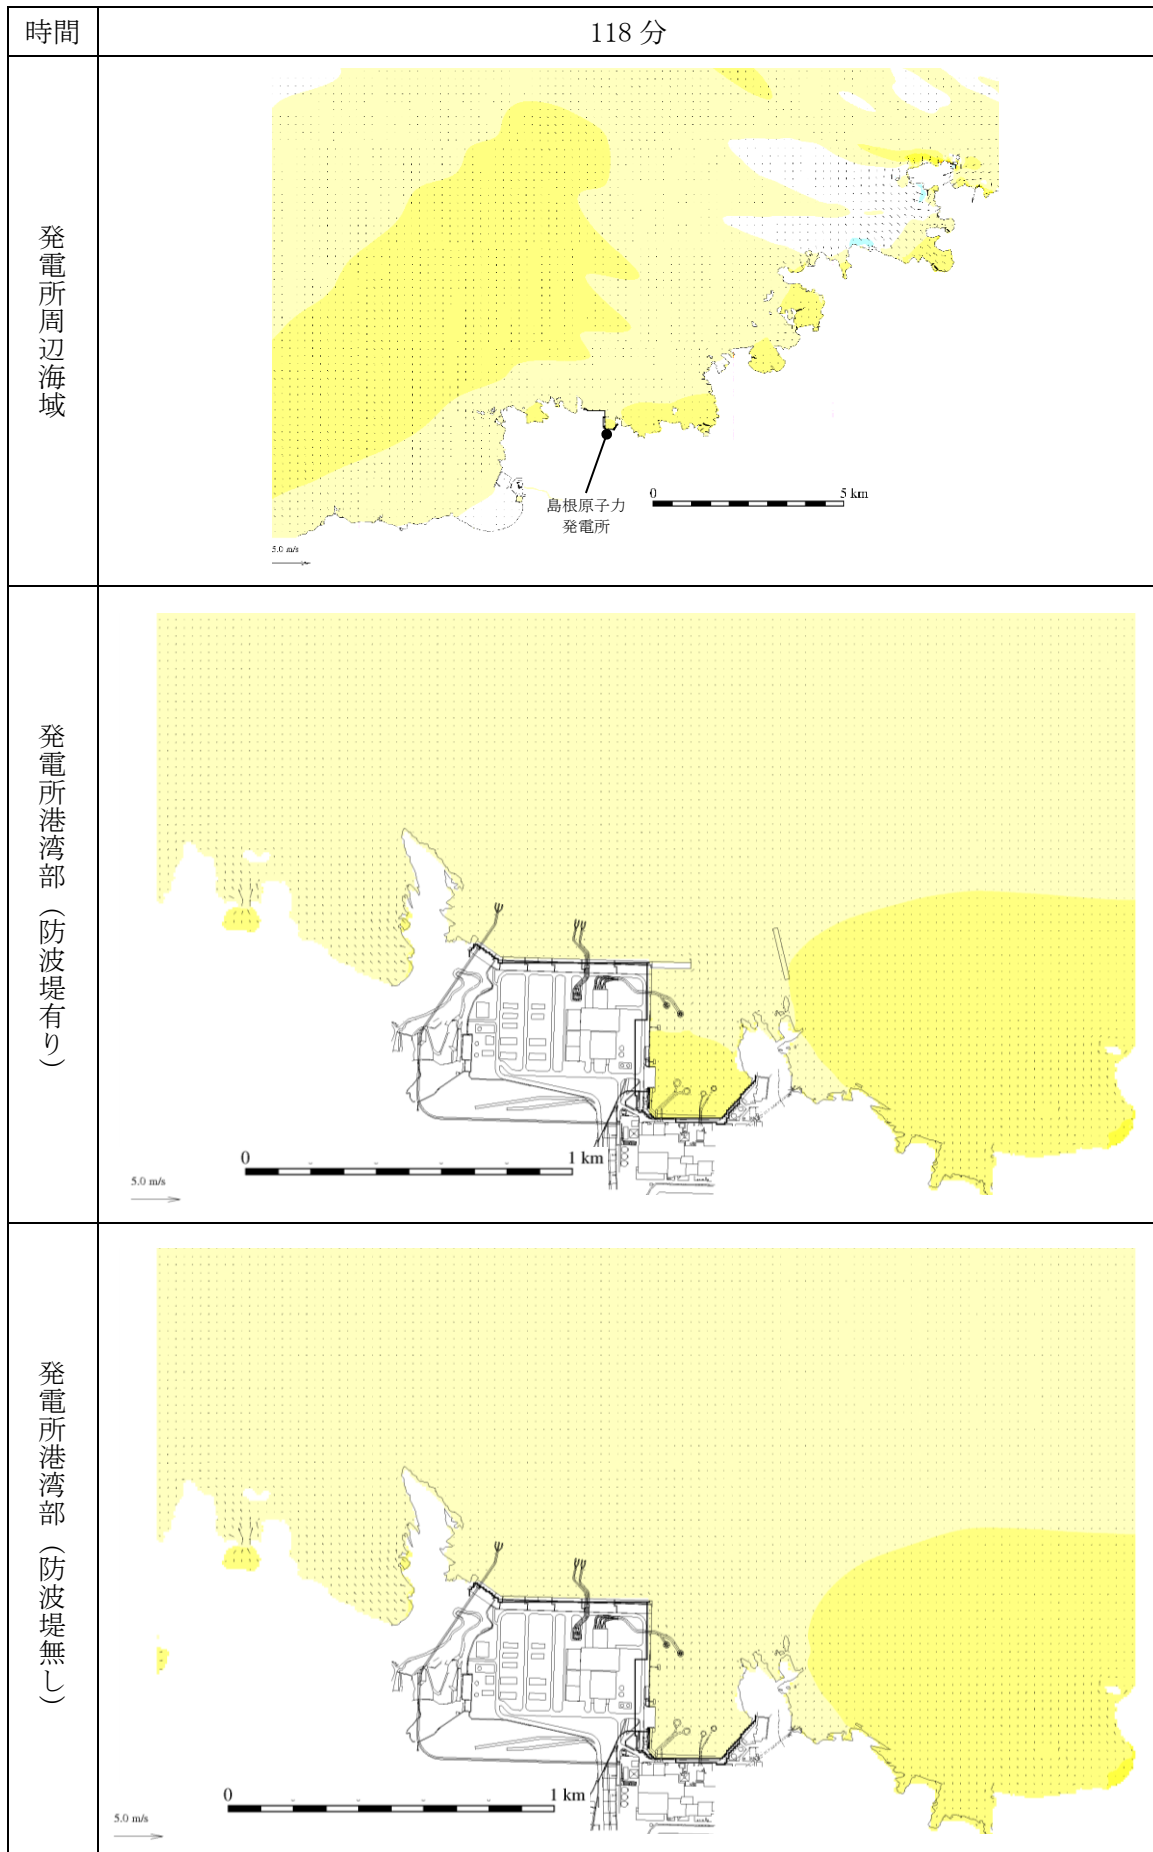 時間
118 分
発電所周辺海域
島根原子力
発電所
0
5 km
5.0 m/s
発電所港湾部（防波堤有り）
0
1 km
5.0 m/s
発電所港湾部（防波堤無し）
0
1 km
5.0 m/s